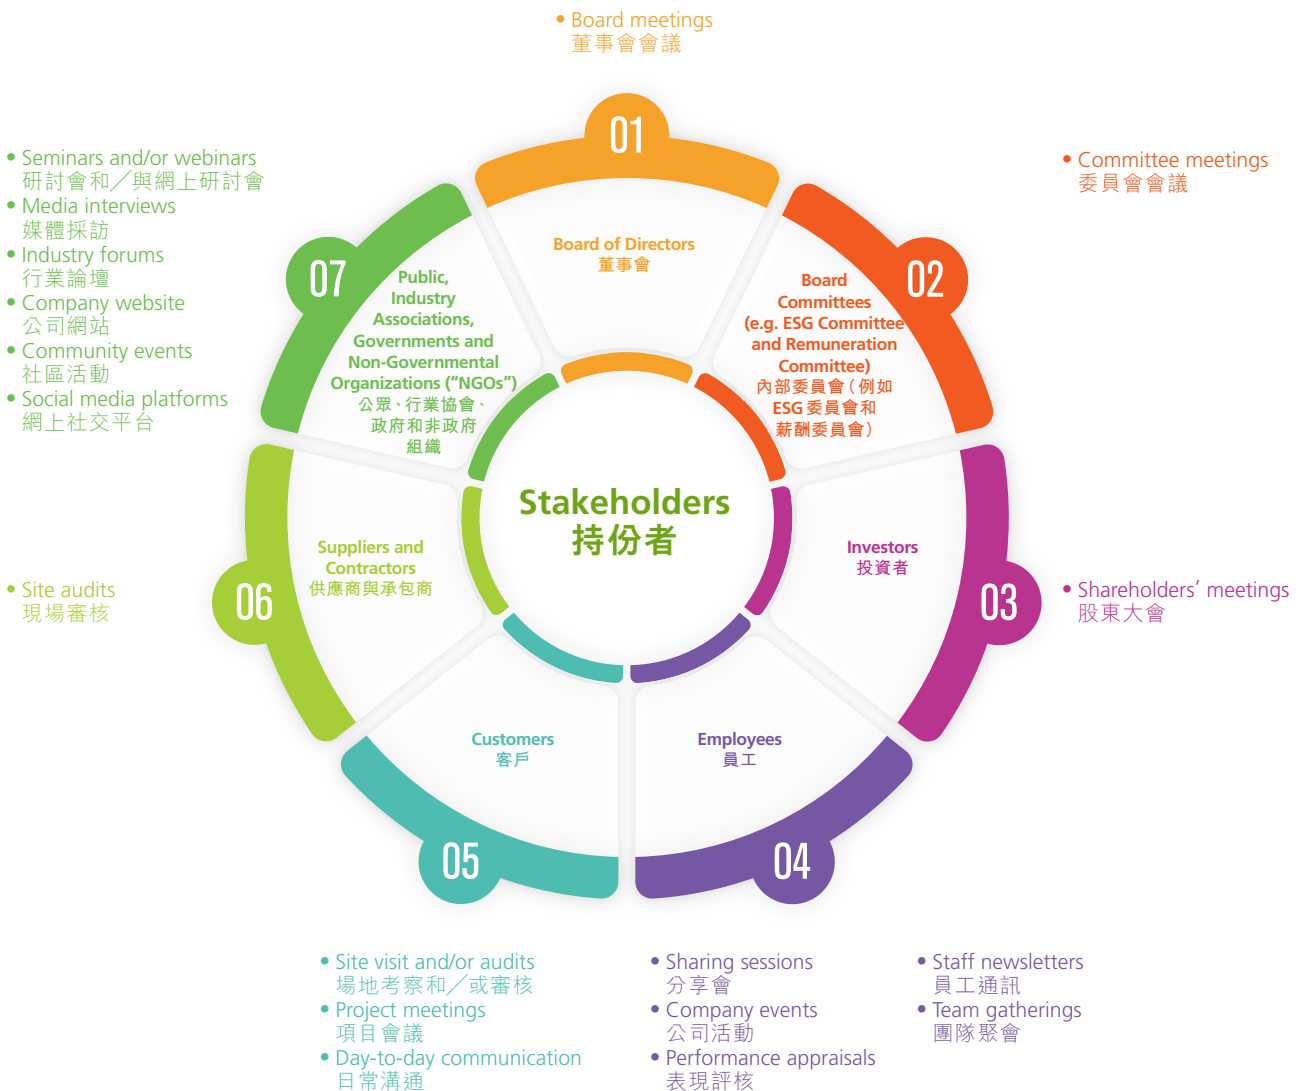 • Board meetings
董事會會議
01
Board of Directors
董事會
• Committee meetings
委員會會議
02
Board
Committees
(e.g. ESG Committee
and Remuneration
Committee)
內部委員會（例如
ESG 委員會和
薪酬委員會）
• Shareholders’ meetings
股東大會
03
Investors
投資者
04
Employees
員工
• Sharing sessions
分享會
• Company events
公司活動
• Performance appraisals
表現評核
• Staff newsletters
員工通訊
• Team gatherings
團隊聚會
05
Customers
客戶
• Site visit and/or audits
場地考察和╱或審核
• Project meetings
項目會議
• Day-to-day communication
日常溝通
06
Suppliers and
Contractors
供應商與承包商
• Site audits
現場審核
07
Public,
Industry
Associations,
Governments and
Non-Governmental
Organizations (“NGOs”)
公眾、行業協會、
政府和非政府
組織
• Seminars and/or webinars
研討會和╱與網上研討會
• Media interviews
媒體採訪
• Industry forums
行業論壇
• Company website
公司網站
• Community events
社區活動
• Social media platforms
網上社交平台
Stakeholders
持份者